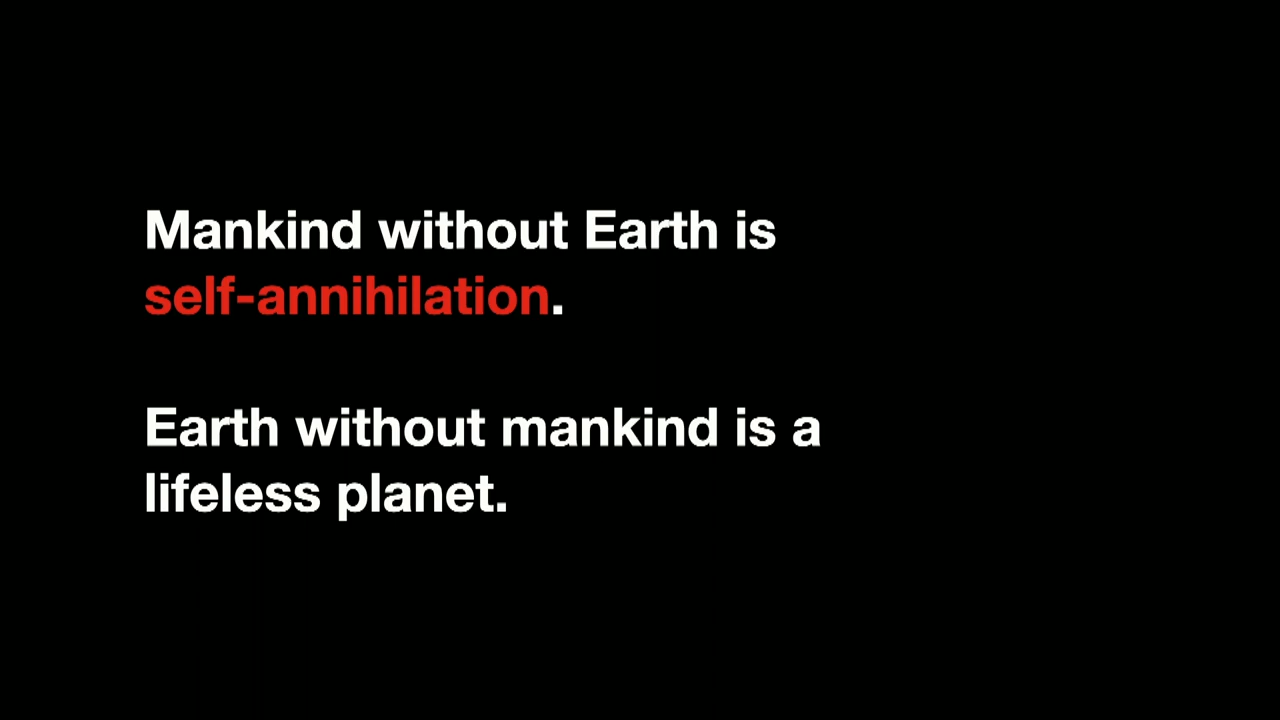 Mankind without Earth is
self-annihilation.
Earth without mankind is a
lifeless planet.